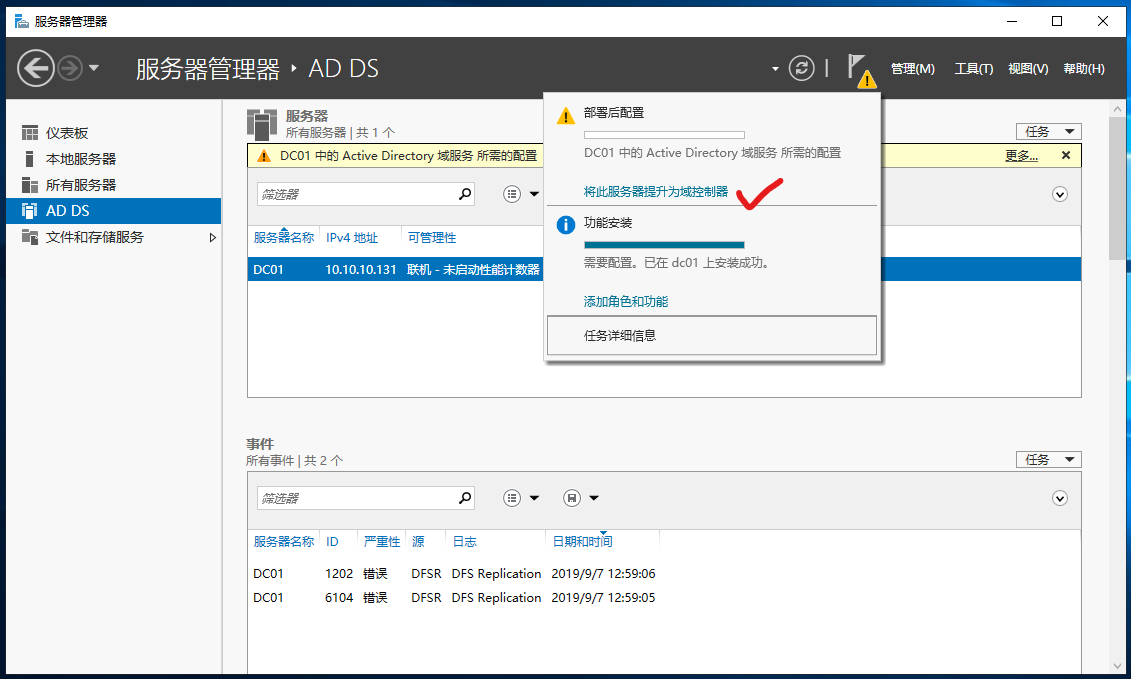 服务器管理器
服务器管理器 AD DS
管理(M) 工具(T) 视图(V) 帮助(H)
仪表板
本地服务器
所有服务器
AD DS
文件和存储服务
服务器
所有服务器 | 共 1 个
任务
DC01 中的 Active Directory 域服务 所需的配置
更多...
筛选器
服务器名称 IPv4 地址 可管理性
DC01 10.10.10.131 联机 - 未启动性能计数器
部署后配置
DC01 中的 Active Directory 域服务 所需的配置
将此服务器提升为域控制器
功能安装
需要配置。已在 dc01 上安装成功。
添加角色和功能
任务详细信息
事件
所有事件 | 共 2 个
任务
筛选器
服务器名称 ID 严重性 源 日志 日期和时间
DC01 1202 错误 DFSR DFS Replication 2019/9/7 12:59:06
DC01 6104 错误 DFSR DFS Replication 2019/9/7 12:59:05